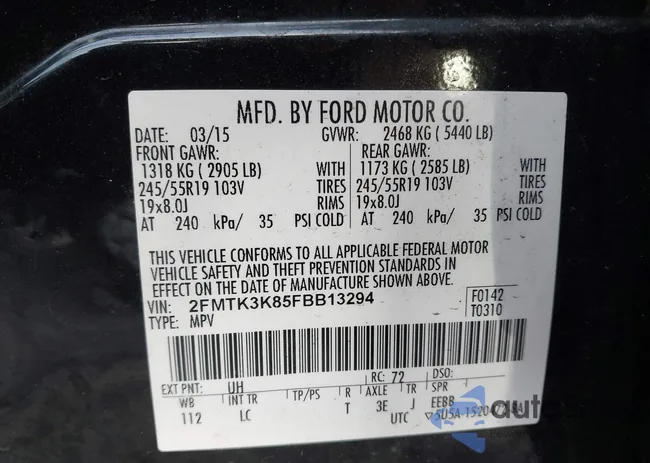 MFD. BY FORD MOTOR CO.
DATE: 03/15 GVWR: 2468 KG ( 5440 LB)
FRONT GAWR: REAR GAWR:
1318 KG ( 2905 LB) WITH 1173 KG ( 2585 LB) WITH
245/55R19 103V TIRES 245/55R19 103V TIRES
19x8.0J RIMS 19x8.0J RIMS
AT 240 kPa/ 35 PSI COLD AT 240 kPa/ 35 PSI COLD
THIS VEHICLE CONFORMS TO ALL APPLICABLE FEDERAL MOTOR
VEHICLE SAFETY AND THEFT PREVENTION STANDARDS IN
EFFECT ON THE DATE OF MANUFACTURE SHOWN ABOVE.
VIN: 2FMTK3K85FBB13294 F0142
TYPE: MPV T0310
EXT PNT: UH RC: 72 DSO:
WB INT TR TP/PS R AXLE TR SPR
112 LC T 3E J EEBB
UTC